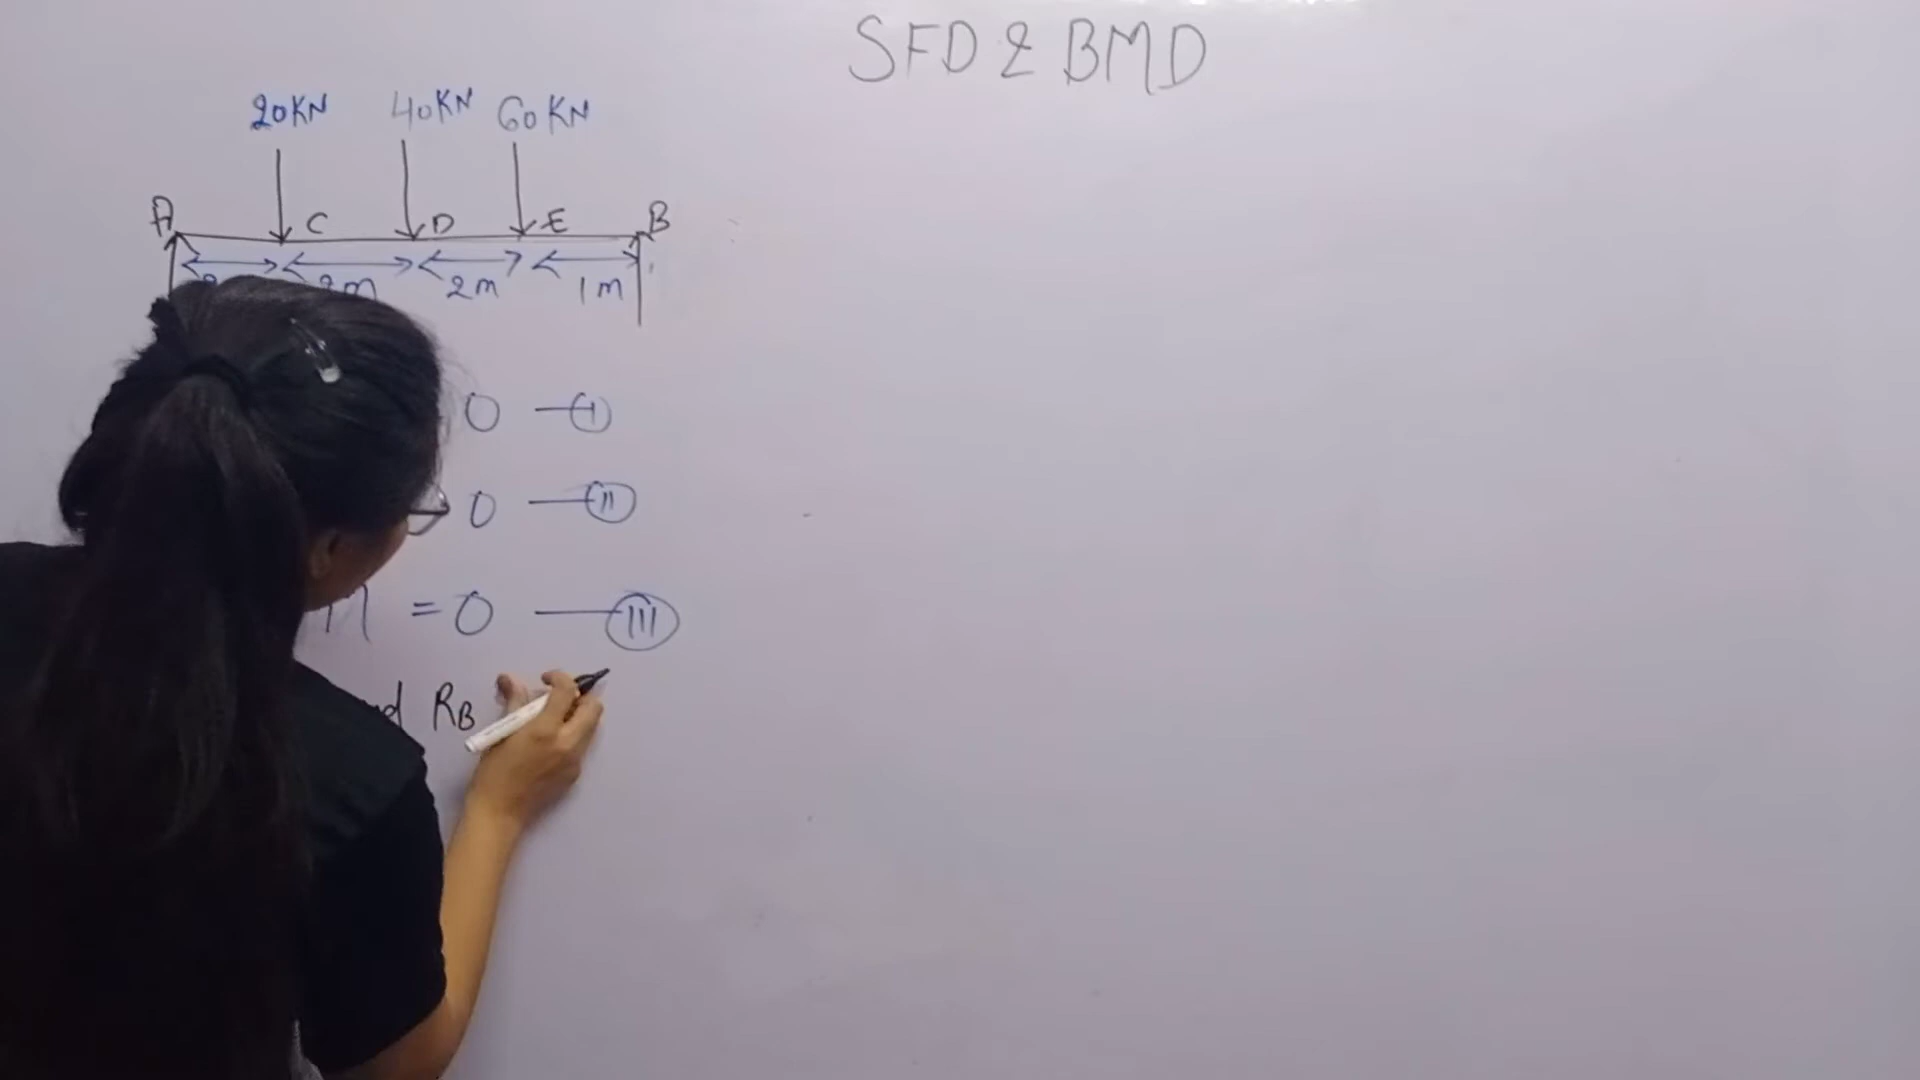 SFD & BMD
20KN 40KN 60KN
A C D E B
2m 1m
0 — I
0 — II
M = 0 — III
RB